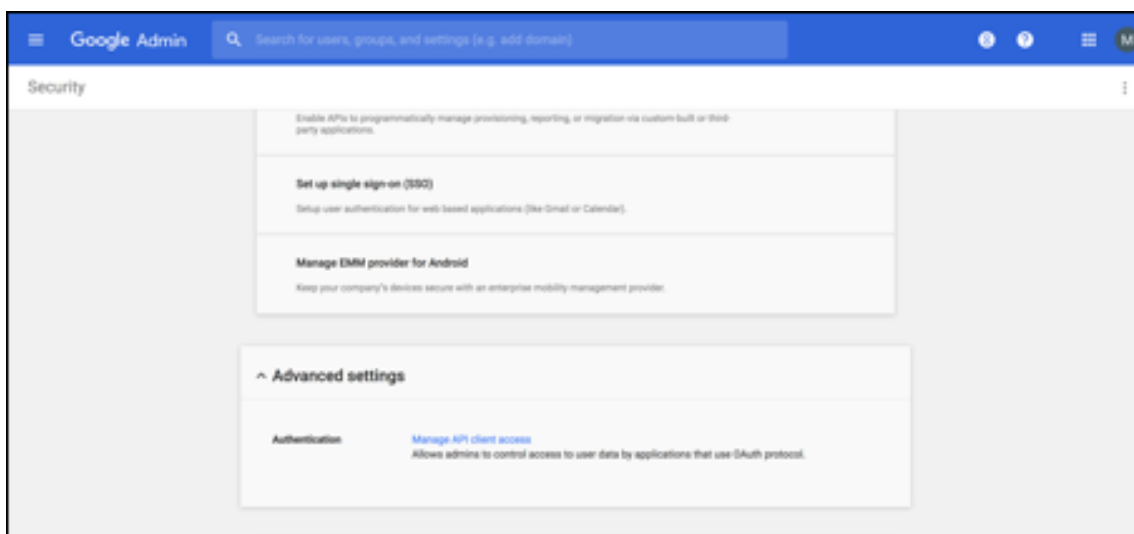 Google Admin
Search for users, groups, and settings (e.g. add domain)
M
Security
Enable APIs to programmatically manage provisioning, reporting, or migration via custom-built or third-
party applications.
Set up single sign-on (SSO)
Setup user authentication for web based applications (like Gmail or Calendar).
Manage EMM provider for Android
Keep your company's devices secure with an enterprise mobility management provider.
Advanced settings
Authentication
Manage API client access
Allows admins to control access to user data by applications that use OAuth protocol.